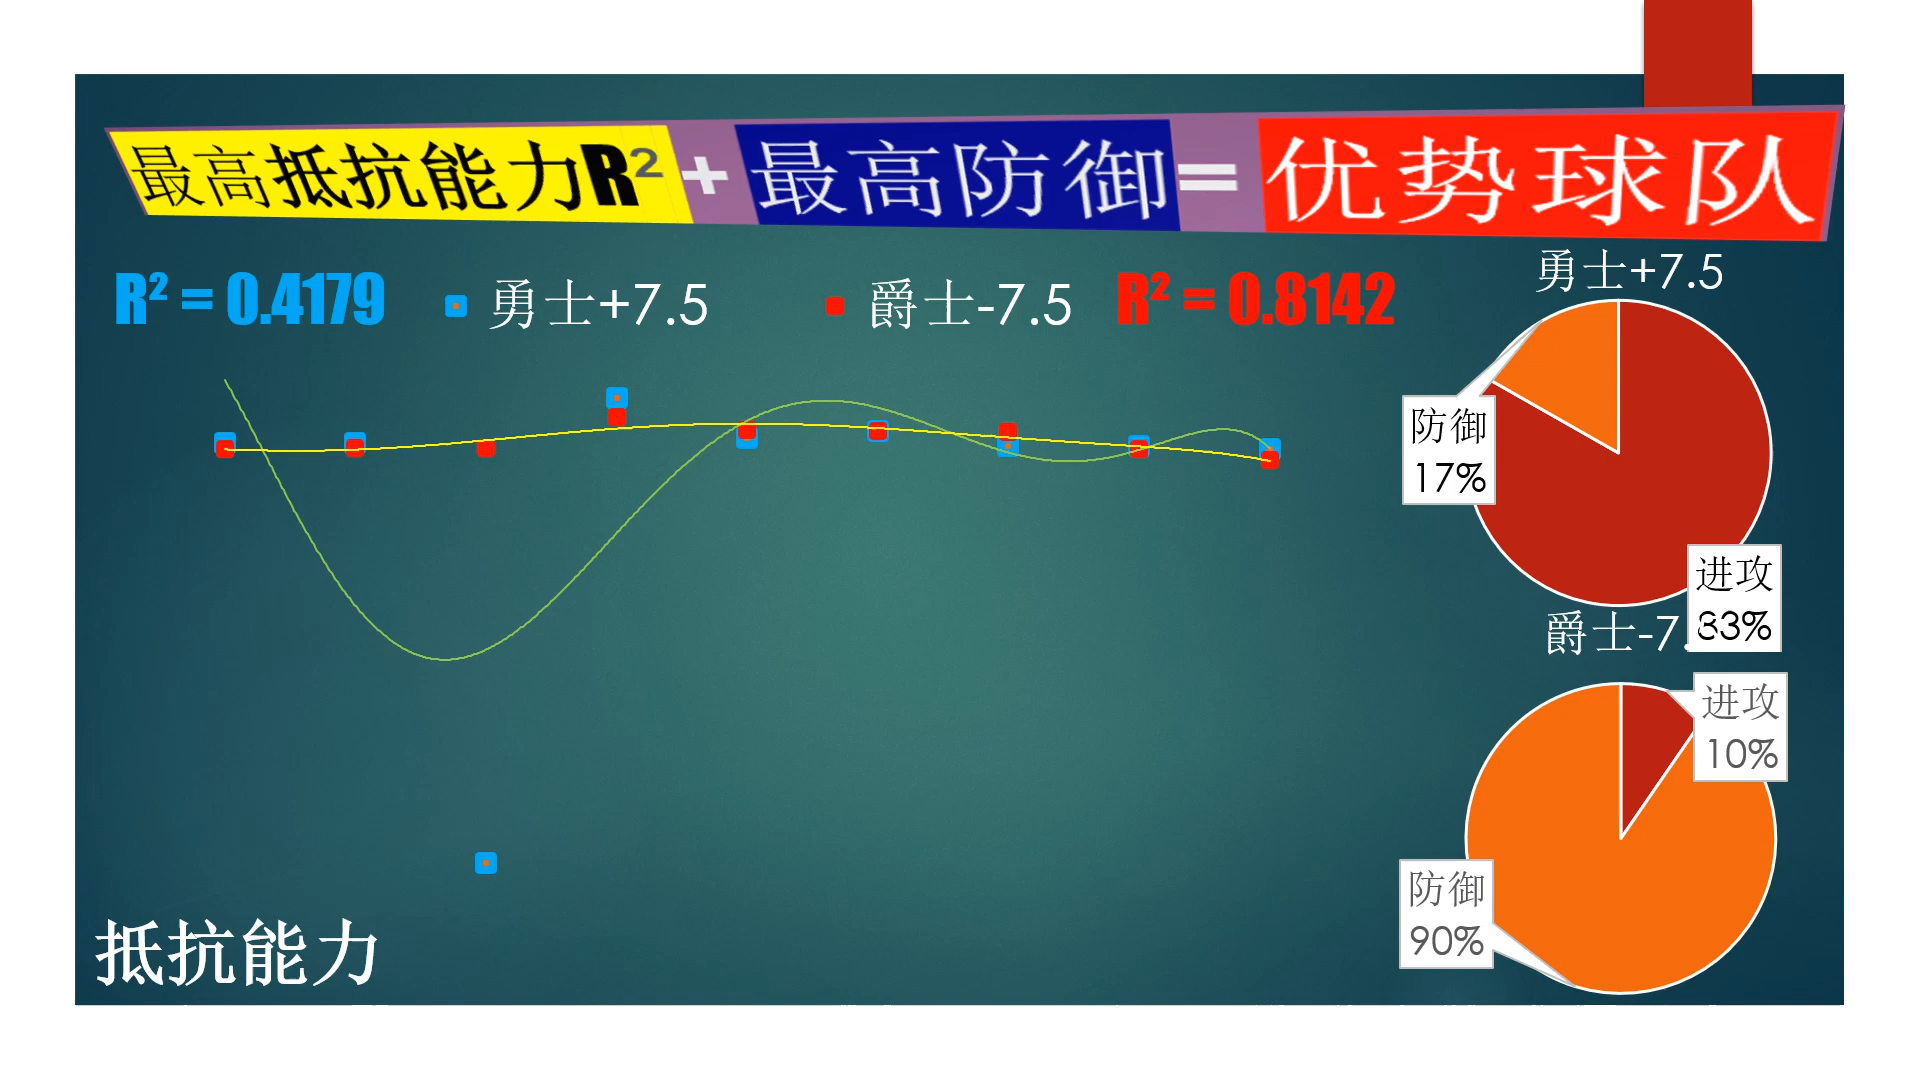 最高抵抗能力R²+最高防御=优势球队
R² = 0.4179
勇士+7.5
爵士-7.5
R² = 0.8142
勇士+7.5
防御
17%
进攻
83%
爵士-7.
进攻
10%
防御
90%
抵抗能力